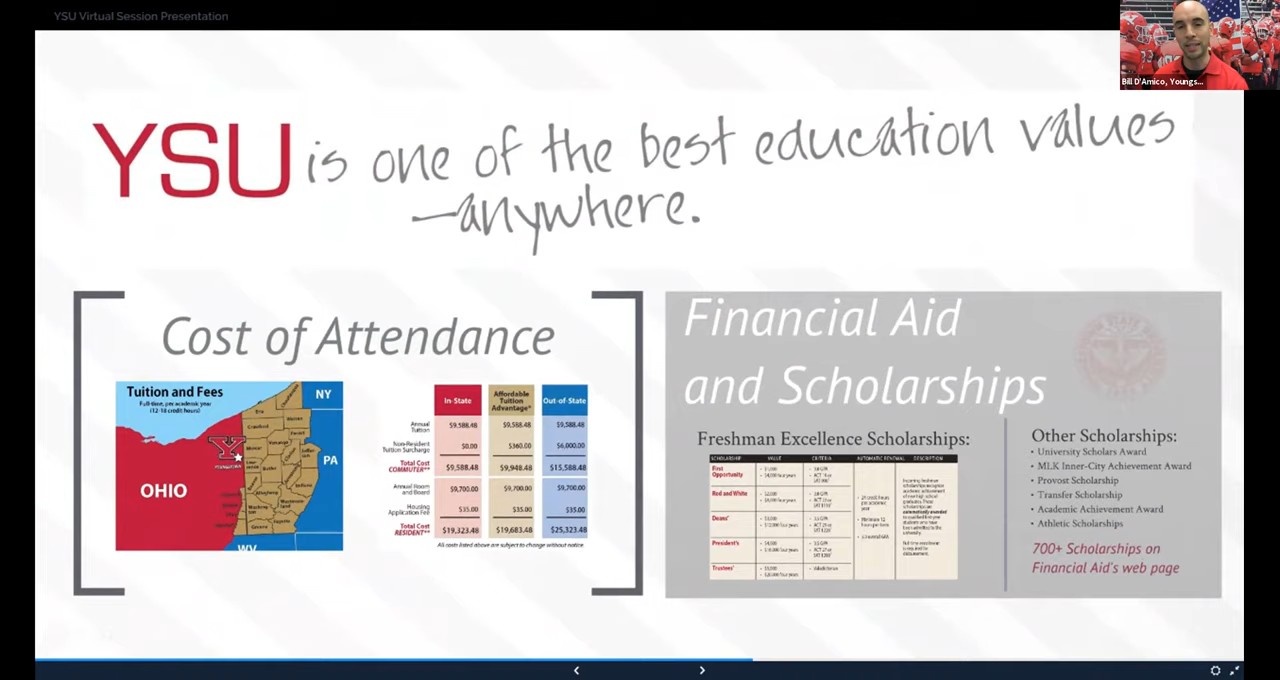 YSU Virtual Session Presentation
Bill D'Amico, Youngs...
YSU is one of the best education values
—anywhere.
Cost of Attendance
Tuition and Fees
Full-time, per academic year
(12-18 credit hours)
NY
PA
OHIO
WV
In-State
Affordable Tuition Advantage*
Out-of-State
Annual Tuition $9,588.48 $9,588.48 $9,588.48
Non-Resident Tuition Surcharge $0.00 $360.00 $6,000.00
Total Cost COMMUTER** $9,588.48 $9,948.48 $15,588.48
Annual Room and Board $9,700.00 $9,700.00 $9,700.00
Housing Application Fee $35.00 $35.00 $35.00
Total Cost RESIDENT** $19,323.48 $19,683.48 $25,323.48
All costs listed above are subject to change without notice.
Financial Aid
and Scholarships
Freshman Excellence Scholarships:
SCHOLARSHIP VALUE CRITERIA AUTOMATIC RENEWAL DESCRIPTION
First Opportunity
Red and White
Deans'
President's
Trustees'
Other Scholarships:
• University Scholars Award
• MLK Inner-City Achievement Award
• Provost Scholarship
• Transfer Scholarship
• Academic Achievement Award
• Athletic Scholarships
700+ Scholarships on
Financial Aid's web page